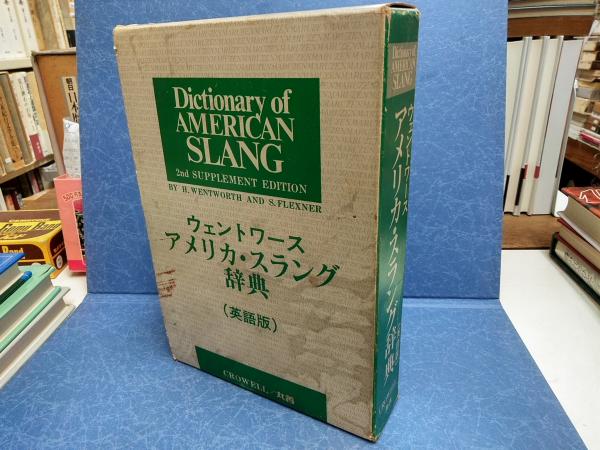 Dictionary of
AMERICAN
SLANG
2nd SUPPLEMENT EDITION
BY H. WENTWORTH AND S. FLEXNER
ウェントワース
アメリカ・スラング
辞典
(英語版)
CROWELL/丸善
Dictionary of
AMERICAN
SLANG
ウェントワース
アメリカ・スラング辞典